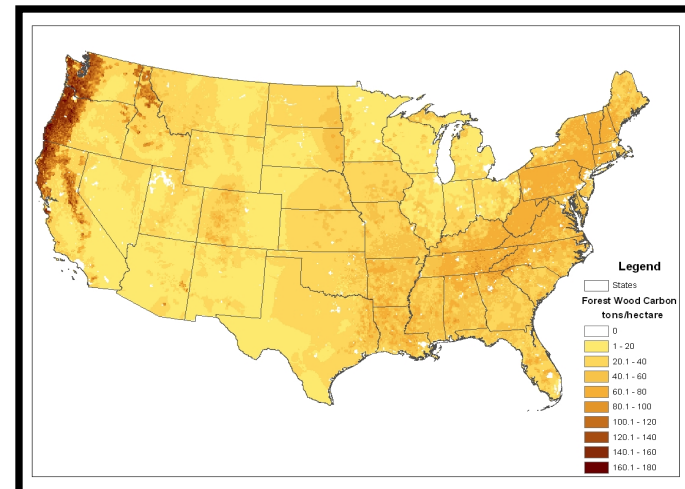 Legend
States
Forest Wood Carbon
tons/hectare
0
1 - 20
20.1 - 40
40.1 - 60
60.1 - 80
80.1 - 100
100.1 - 120
120.1 - 140
140.1 - 160
160.1 - 180